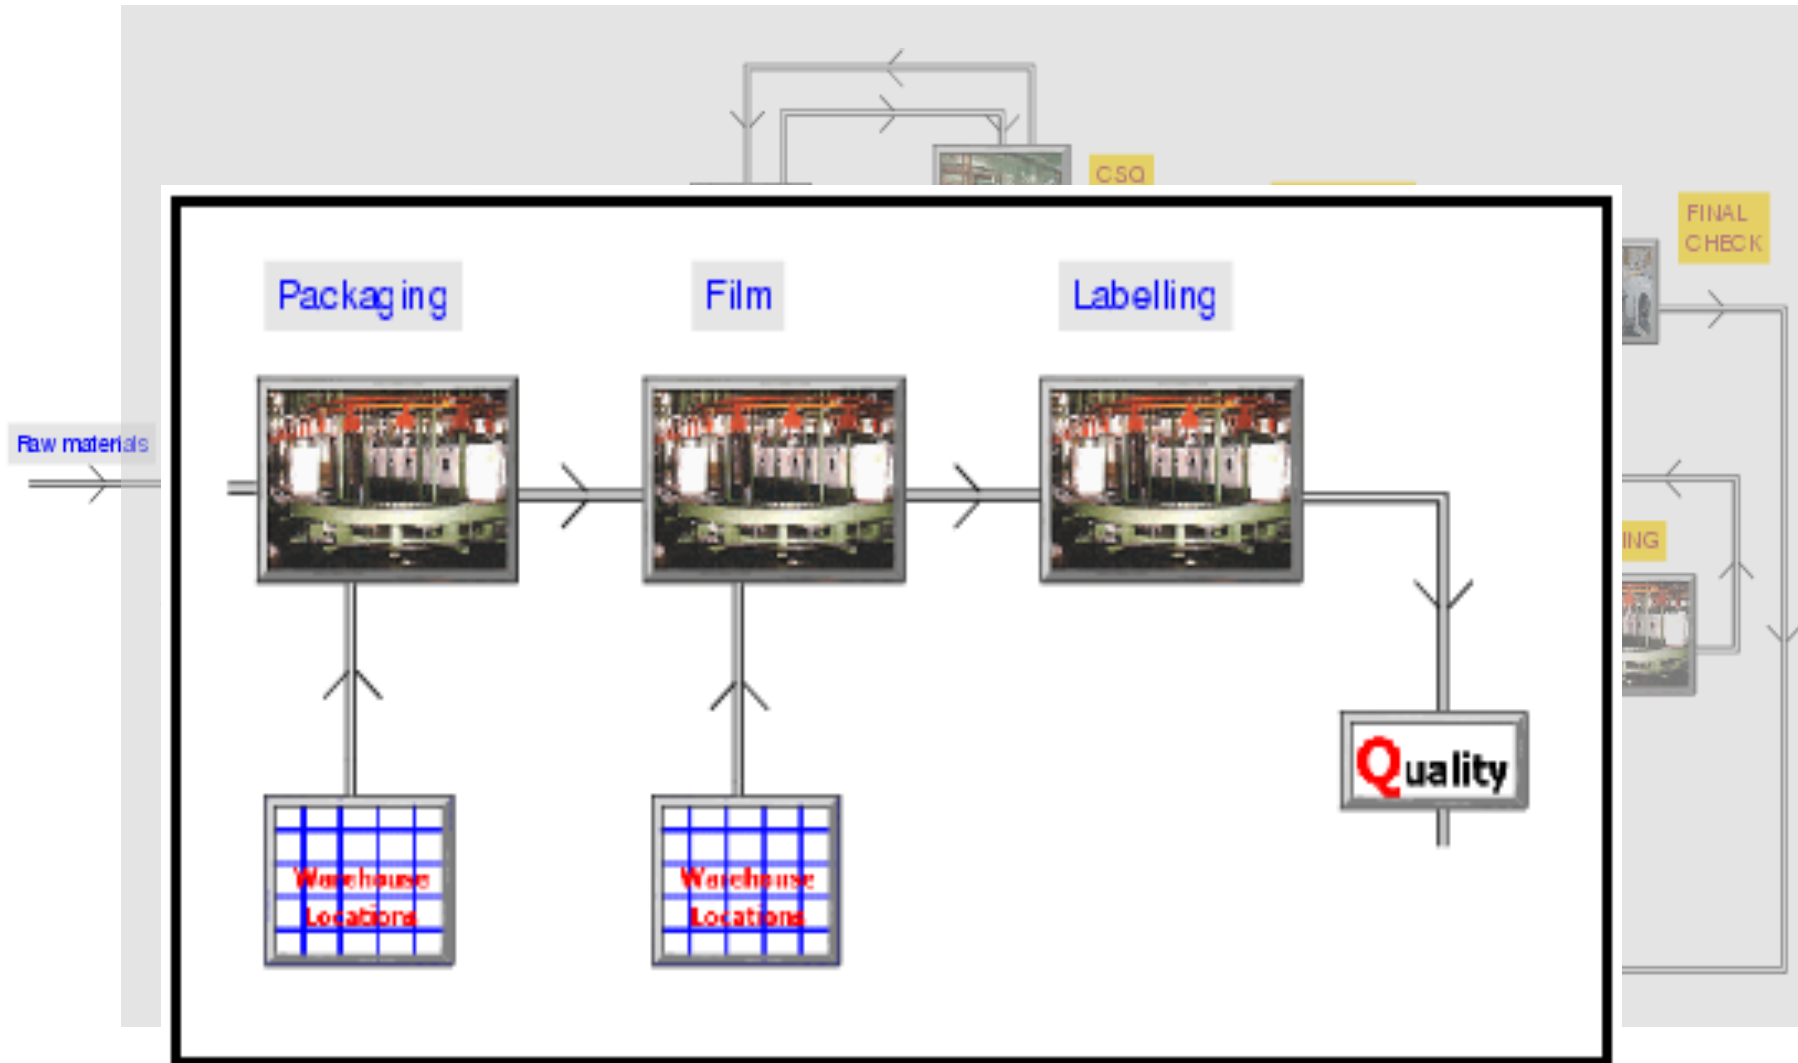 CSQ
FINAL
CHECK
Packaging
Film
Labelling
Raw materials
ING
Quality
Warehouse
Locations
Warehouse
Locations